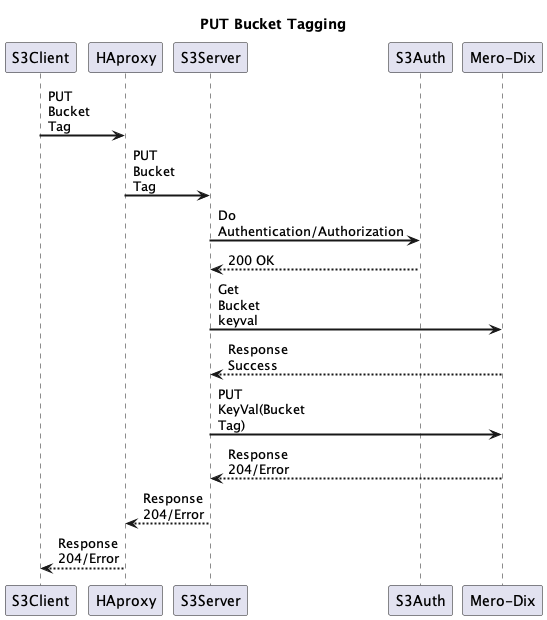 PUT Bucket Tagging
S3Client HAproxy S3Server S3Auth Mero-Dix
PUT
Bucket
Tag
PUT
Bucket
Tag
Do
Authentication/Authorization
200 OK
Get
Bucket
keyval
Response
Success
PUT
KeyVal(Bucket
Tag)
Response
204/Error
Response
204/Error
Response
204/Error
S3Client HAproxy S3Server S3Auth Mero-Dix